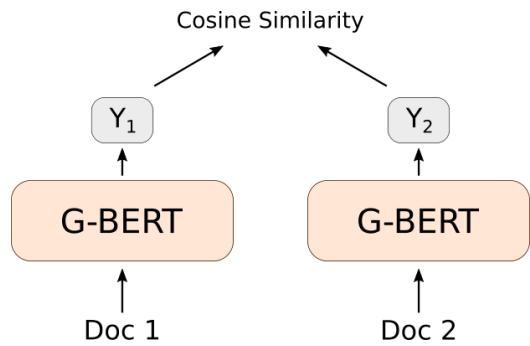 Cosine Similarity
Y1 Y2
G-BERT G-BERT
Doc 1 Doc 2